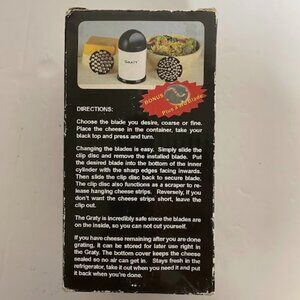 Graty
BONUS
Plus Xtra Blade
DIRECTIONS:
Choose the blade you desire, coarse or fine.
Place the cheese in the container, take your
black top and press and turn.
Changing the blades is easy. Simply slide the
clip disc and remove the installed blade. Put
the desired blade into the bottom of the inner
cylinder with the sharp edges facing inwards.
Then slide the clip disc back to secure blade.
The clip disc also functions as a scraper to re-
lease hanging cheese strips. Reversely, if you
don't want the cheese strips short, leave the
clip out.
The Graty is incredibly safe since the blades are
on the inside, so you can not cut yourself.
If you have cheese remaining after you are done
grating, it can be stored for later use right in
the Graty. The bottom cover keeps the cheese
sealed so no air can get in. Stays fresh in the
refrigerator, take it out when you need it and put
it back when you're done.